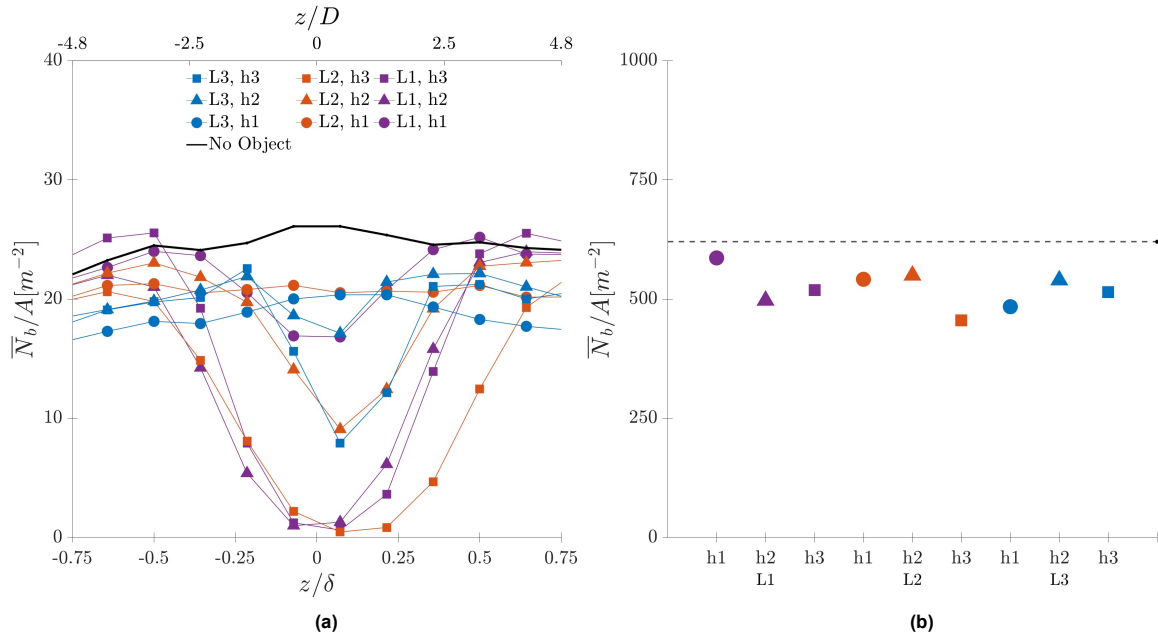 z/D
-4.8 -2.5 0 2.5 4.8
40
30
20
10
0
L3, h3 L2, h3 L1, h3
L3, h2 L2, h2 L1, h2
L3, h1 L2, h1 L1, h1
No Object
N̅_b/A[m^{-2}]
-0.75 -0.5 -0.25 0 0.25 0.5 0.75
z/δ
(a)
1000
750
500
250
0
N̅_b/A[m^{-2}]
h1 h2 h3 h1 h2 h3 h1 h2 h3
L1 L2 L3
(b)